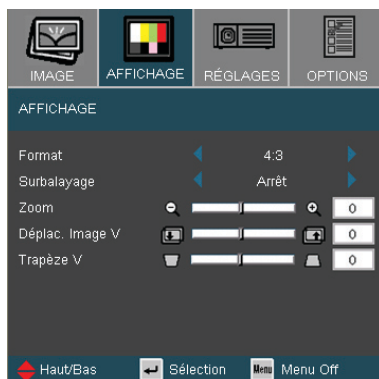 IMAGE AFFICHAGE RÉGLAGES OPTIONS
AFFICHAGE
Format 4:3
Surbalayage Arrêt
Zoom 0
Déplac. Image V 0
Trapèze V 0
Haut/Bas Sélection Menu Menu Off